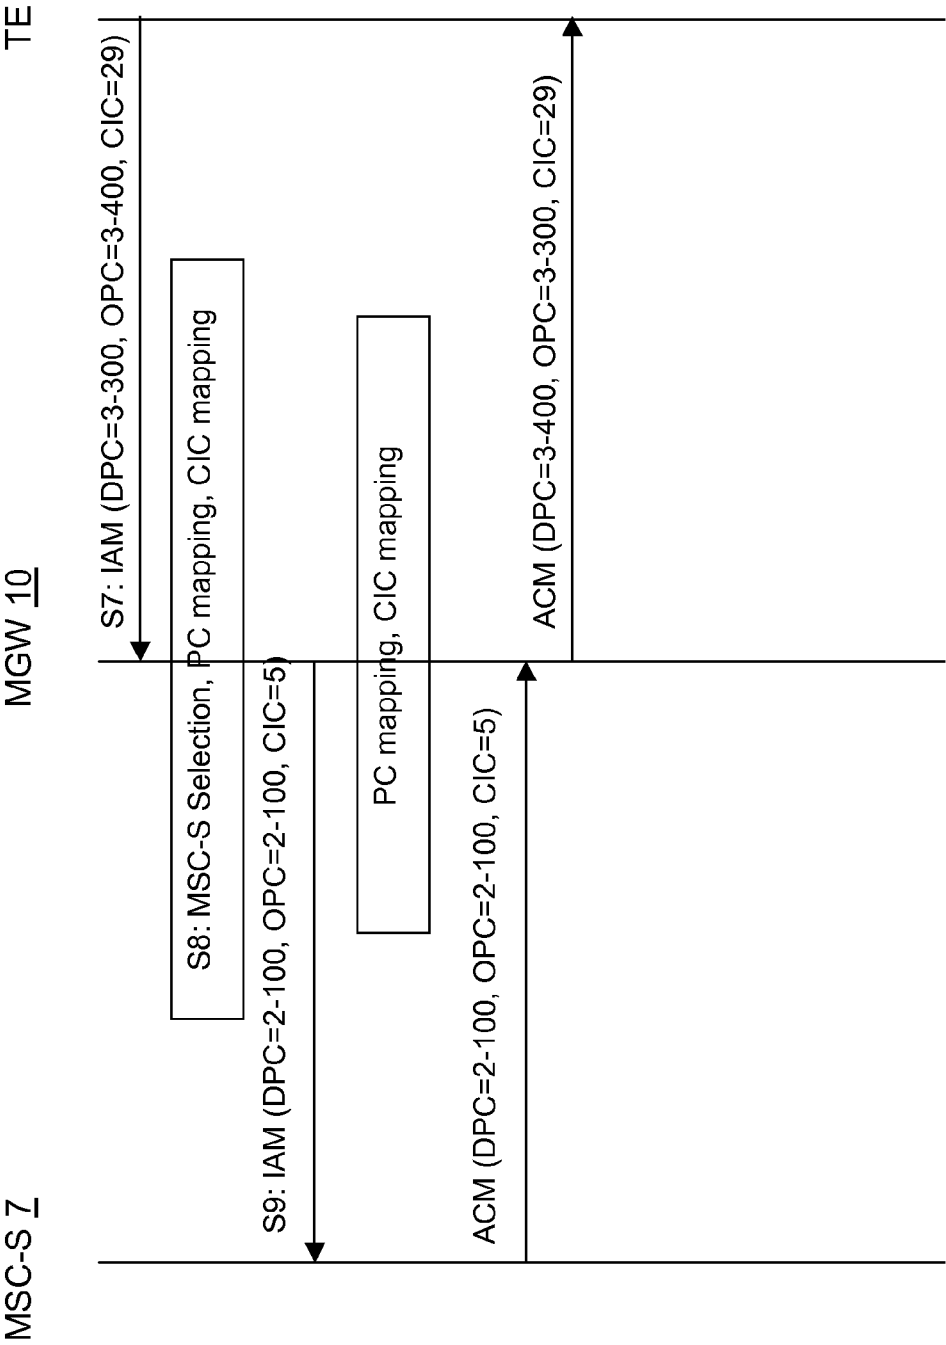 MSC-S 7
MGW 10
TE
S7: IAM (DPC=3-300, OPC=3-400, CIC=29)
S8: MSC-S Selection, PC mapping, CIC mapping
S9: IAM (DPC=2-100, OPC=2-100, CIC=5)
PC mapping, CIC mapping
ACM (DPC=2-100, OPC=2-100, CIC=5)
ACM (DPC=3-400, OPC=3-300, CIC=29)